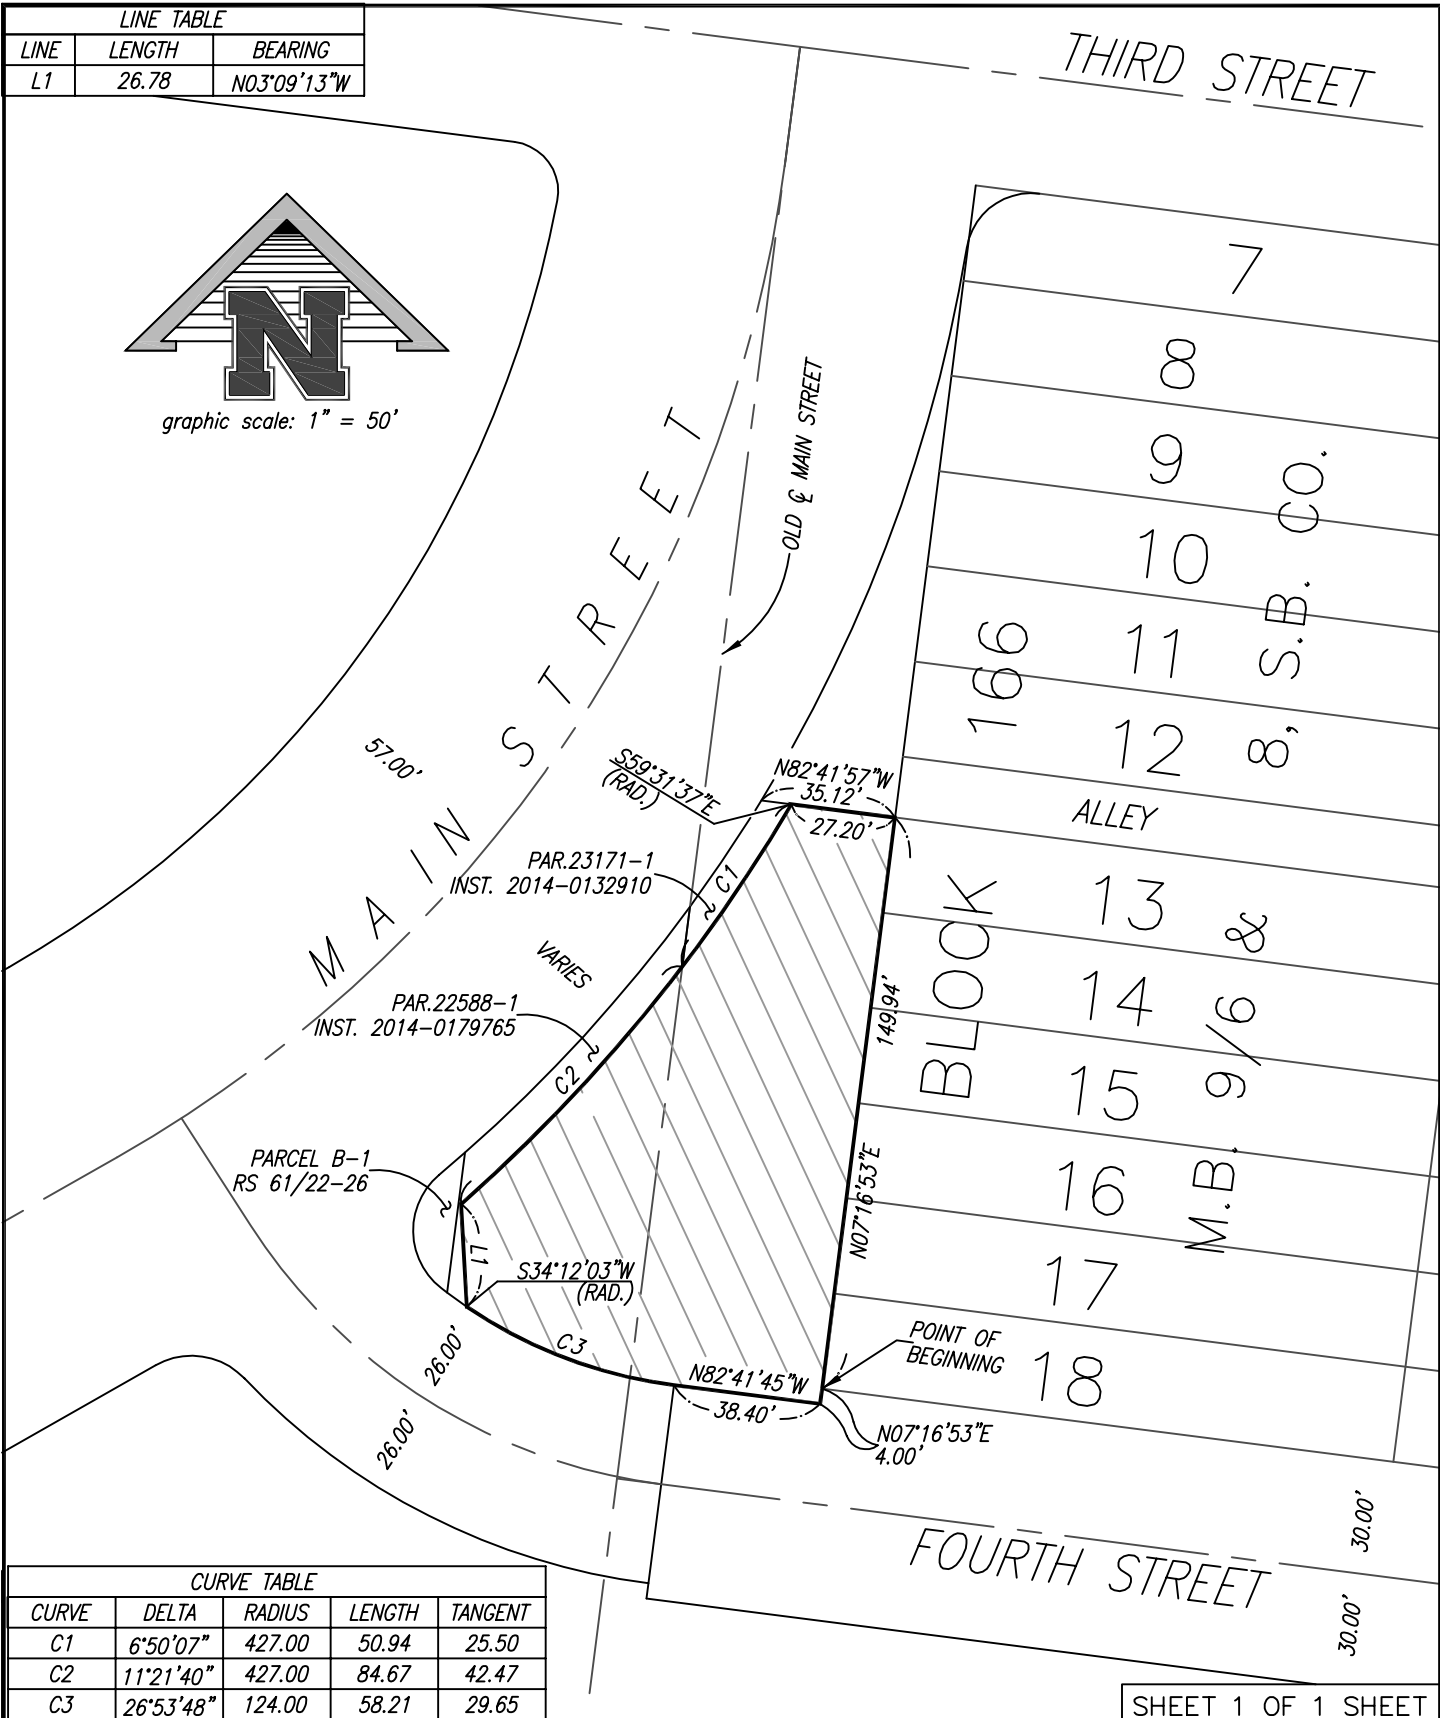 LINE TABLE
LINE LENGTH BEARING
L1 26.78 N03°09'13"W
THIRD STREET
N
graphic scale: 1" = 50'
MAIN STREET
OLD ℄ MAIN STREET
7
8
9
10
11
12
ALLEY
13
14
15
16
17
18
BLOCK 166
M.B. 9/6 & 8, S.B. CO.
57.00'
S59°31'37"E
(RAD.)
N82°41'57"W
35.12'
27.20'
PAR.23171-1
INST. 2014-0132910
C1
VARIES
PAR.22588-1
INST. 2014-0179765
C2
149.94'
N07°16'53"E
PARCEL B-1
RS 61/22-26
L1
S34°12'03"W
(RAD.)
C3
N82°41'45"W
38.40'
POINT OF
BEGINNING
N07°16'53"E
4.00'
26.00'
26.00'
FOURTH STREET
30.00'
30.00'
CURVE TABLE
CURVE DELTA RADIUS LENGTH TANGENT
C1 6°50'07" 427.00 50.94 25.50
C2 11°21'40" 427.00 84.67 42.47
C3 26°53'48" 124.00 58.21 29.65
SHEET 1 OF 1 SHEET